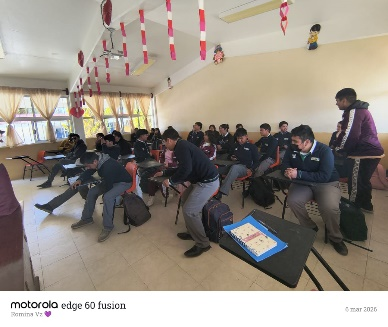 motorola edge 60 fusion
Romina Vz 💜
6 mar 2026